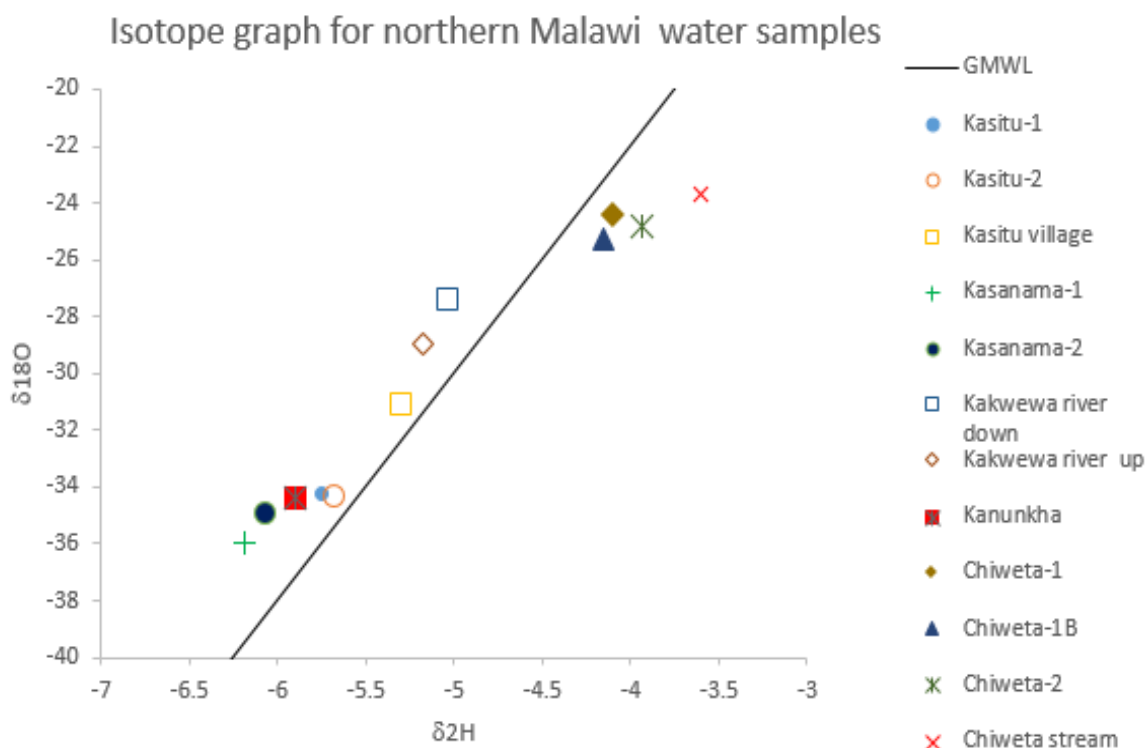 Isotope graph for northern Malawi  water samples
-20
-22
-24
-26
-28
-30
-32
-34
-36
-38
-40
δ18O
-7
-6.5
-6
-5.5
-5
-4.5
-4
-3.5
-3
δ2H
GMWL
Kasitu-1
Kasitu-2
Kasitu village
Kasanama-1
Kasanama-2
Kakwewa river
down
Kakwewa river  up
Kanunkha
Chiweta-1
Chiweta-1B
Chiweta-2
Chiweta stream